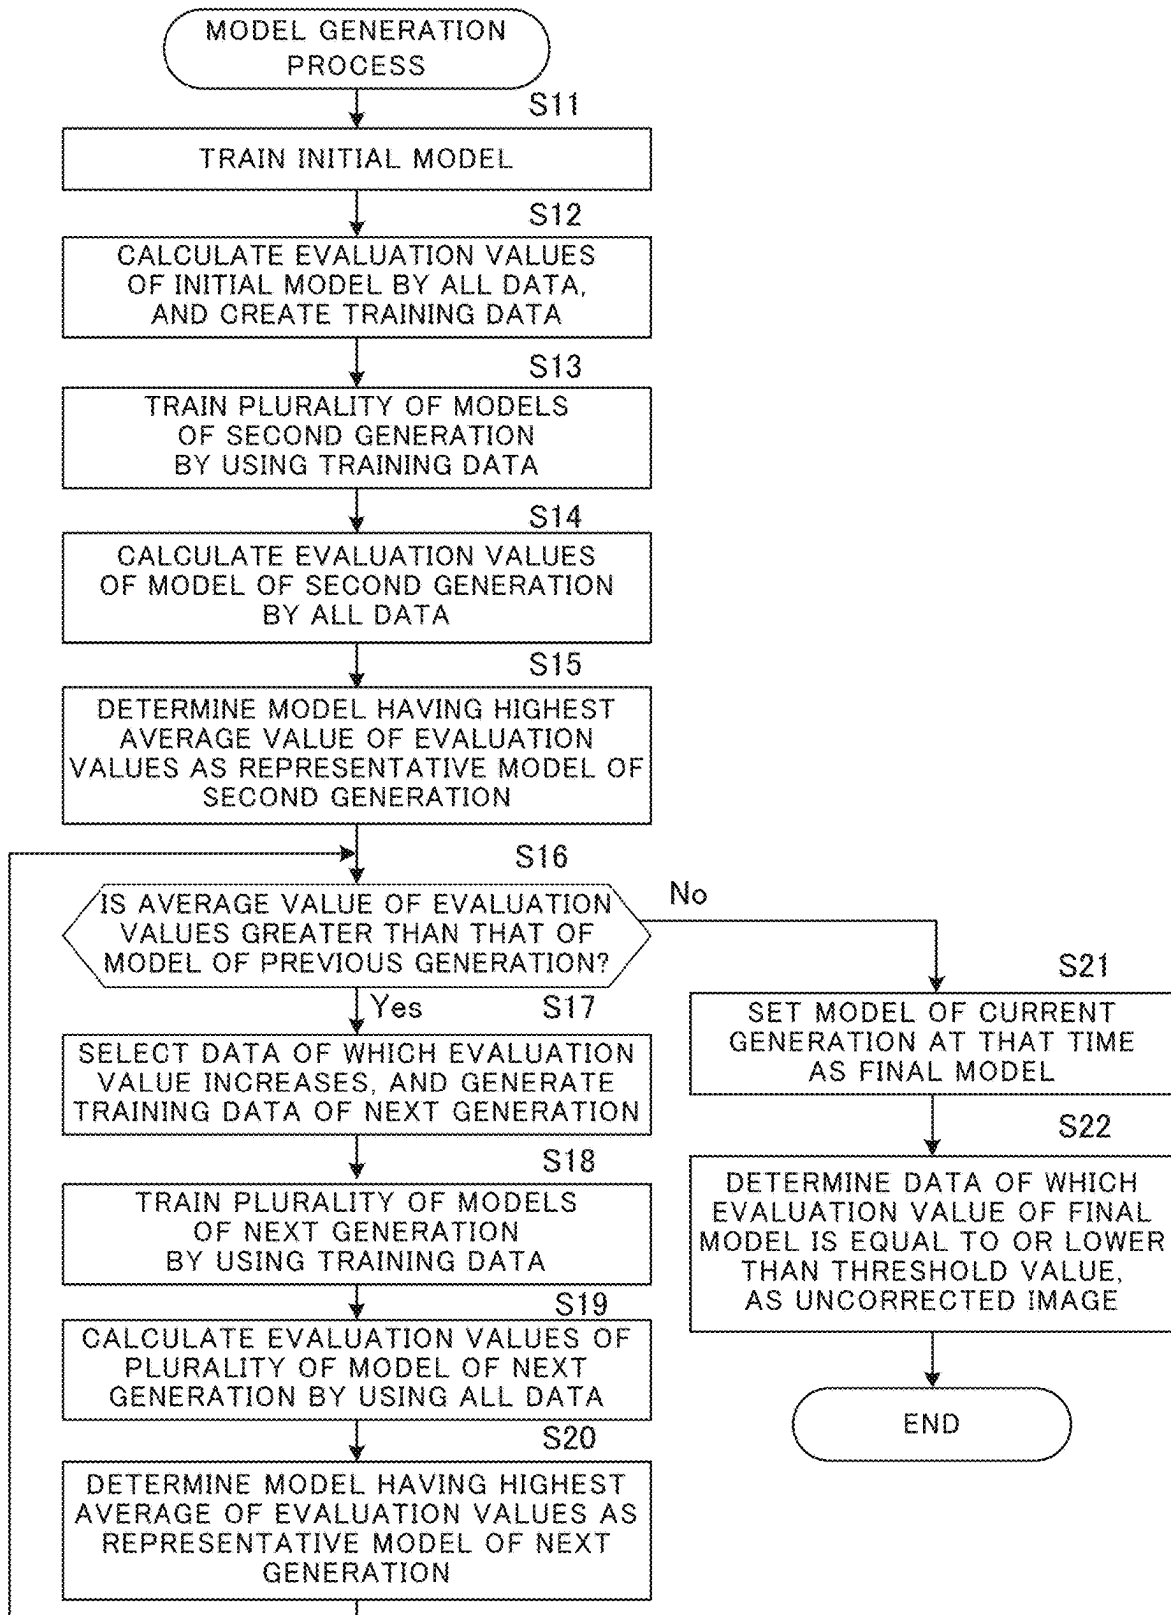 MODEL GENERATION
PROCESS
S11
TRAIN INITIAL MODEL
S12
CALCULATE EVALUATION VALUES
OF INITIAL MODEL BY ALL DATA,
AND CREATE TRAINING DATA
S13
TRAIN PLURALITY OF MODELS
OF SECOND GENERATION
BY USING TRAINING DATA
S14
CALCULATE EVALUATION VALUES
OF MODEL OF SECOND GENERATION
BY ALL DATA
S15
DETERMINE MODEL HAVING HIGHEST
AVERAGE VALUE OF EVALUATION
VALUES AS REPRESENTATIVE MODEL OF
SECOND GENERATION
S16
IS AVERAGE VALUE OF EVALUATION
VALUES GREATER THAN THAT OF
MODEL OF PREVIOUS GENERATION?
No
Yes
S17
SELECT DATA OF WHICH EVALUATION
VALUE INCREASES, AND GENERATE
TRAINING DATA OF NEXT GENERATION
S18
TRAIN PLURALITY OF MODELS
OF NEXT GENERATION
BY USING TRAINING DATA
S19
CALCULATE EVALUATION VALUES OF
PLURALITY OF MODEL OF NEXT
GENERATION BY USING ALL DATA
S20
DETERMINE MODEL HAVING HIGHEST
AVERAGE OF EVALUATION VALUES AS
REPRESENTATIVE MODEL OF NEXT
GENERATION
S21
SET MODEL OF CURRENT
GENERATION AT THAT TIME
AS FINAL MODEL
S22
DETERMINE DATA OF WHICH
EVALUATION VALUE OF FINAL
MODEL IS EQUAL TO OR LOWER
THAN THRESHOLD VALUE,
AS UNCORRECTED IMAGE
END